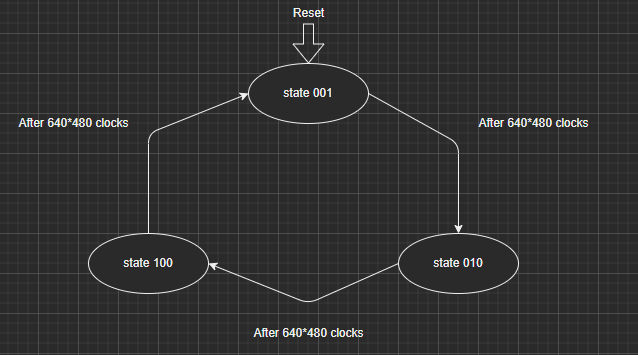 Reset
state 001
After 640*480 clocks
After 640*480 clocks
state 100
state 010
After 640*480 clocks